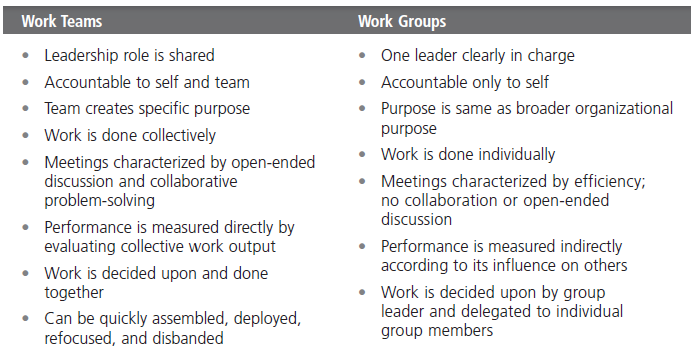 Work Teams
• Leadership role is shared
• Accountable to self and team
• Team creates specific purpose
• Work is done collectively
• Meetings characterized by open-ended
discussion and collaborative
problem-solving
• Performance is measured directly by
evaluating collective work output
• Work is decided upon and done
together
• Can be quickly assembled, deployed,
refocused, and disbanded
Work Groups
• One leader clearly in charge
• Accountable only to self
• Purpose is same as broader organizational
purpose
• Work is done individually
• Meetings characterized by efficiency;
no collaboration or open-ended
discussion
• Performance is measured indirectly
according to its influence on others
• Work is decided upon by group
leader and delegated to individual
group members